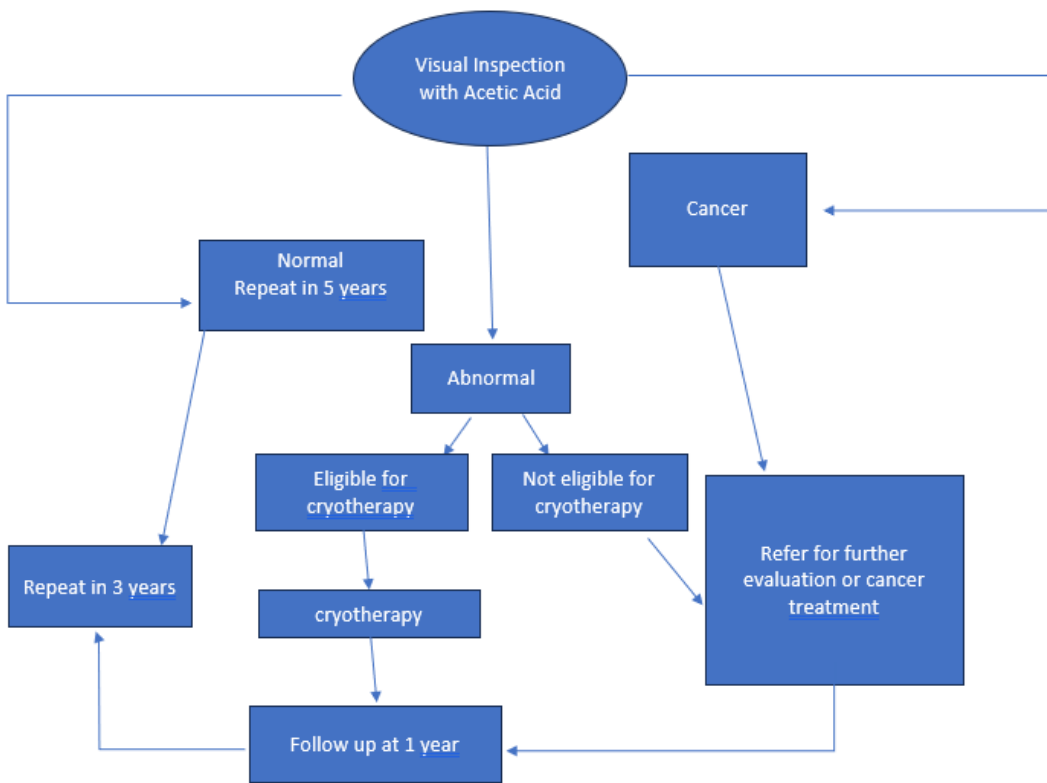 Visual Inspection
with Acetic Acid
Cancer
Normal
Repeat in 5 years
Abnormal
Eligible for
cryotherapy
Not eligible for
cryotherapy
Refer for further
evaluation or cancer
treatment
Repeat in 3 years
cryotherapy
Follow up at 1 year